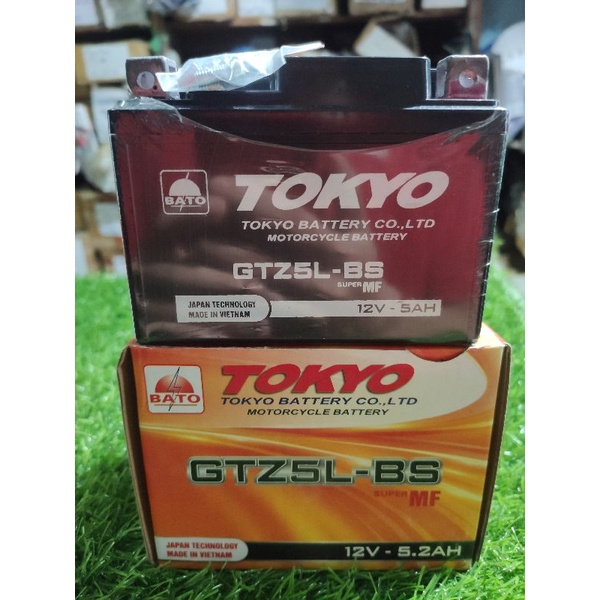 BATO
TOKYO
TOKYO BATTERY CO.,LTD
MOTORCYCLE BATTERY
GTZ5L-BS
SUPER MF
JAPAN TECHNOLOGY
MADE IN VIETNAM
12V - 5AH
BATO
TOKYO
TOKYO BATTERY CO.,LTD
MOTORCYCLE BATTERY
GTZ5L-BS
SUPER MF
JAPAN TECHNOLOGY
MADE IN VIETNAM
12V - 5.2AH